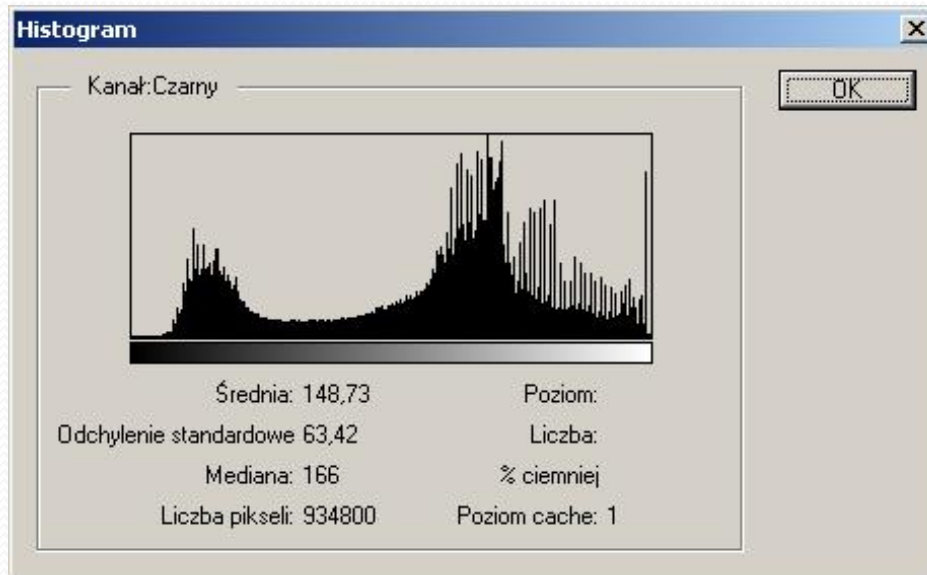 Histogram
Kanał:Czarny
OK
Średnia: 148,73
Poziom:
Odchylenie standardowe 63,42
Liczba:
Mediana: 166
% ciemniej
Liczba pikseli: 934800
Poziom cache: 1